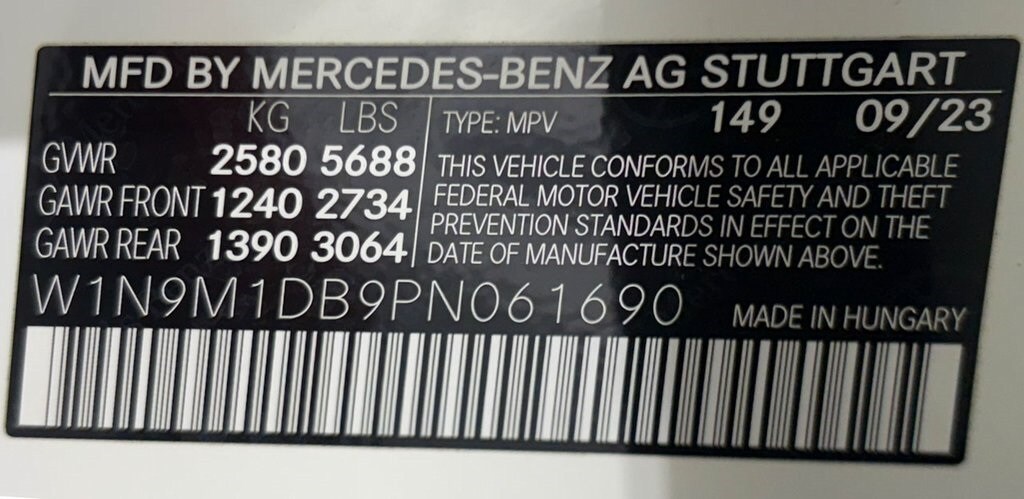 MFD BY MERCEDES-BENZ AG STUTTGART
KG LBS
GVWR 2580 5688
GAWR FRONT 1240 2734
GAWR REAR 1390 3064
TYPE: MPV 149 09/23
THIS VEHICLE CONFORMS TO ALL APPLICABLE
FEDERAL MOTOR VEHICLE SAFETY AND THEFT
PREVENTION STANDARDS IN EFFECT ON THE
DATE OF MANUFACTURE SHOWN ABOVE.
W1N9M1DB9PN061690
MADE IN HUNGARY